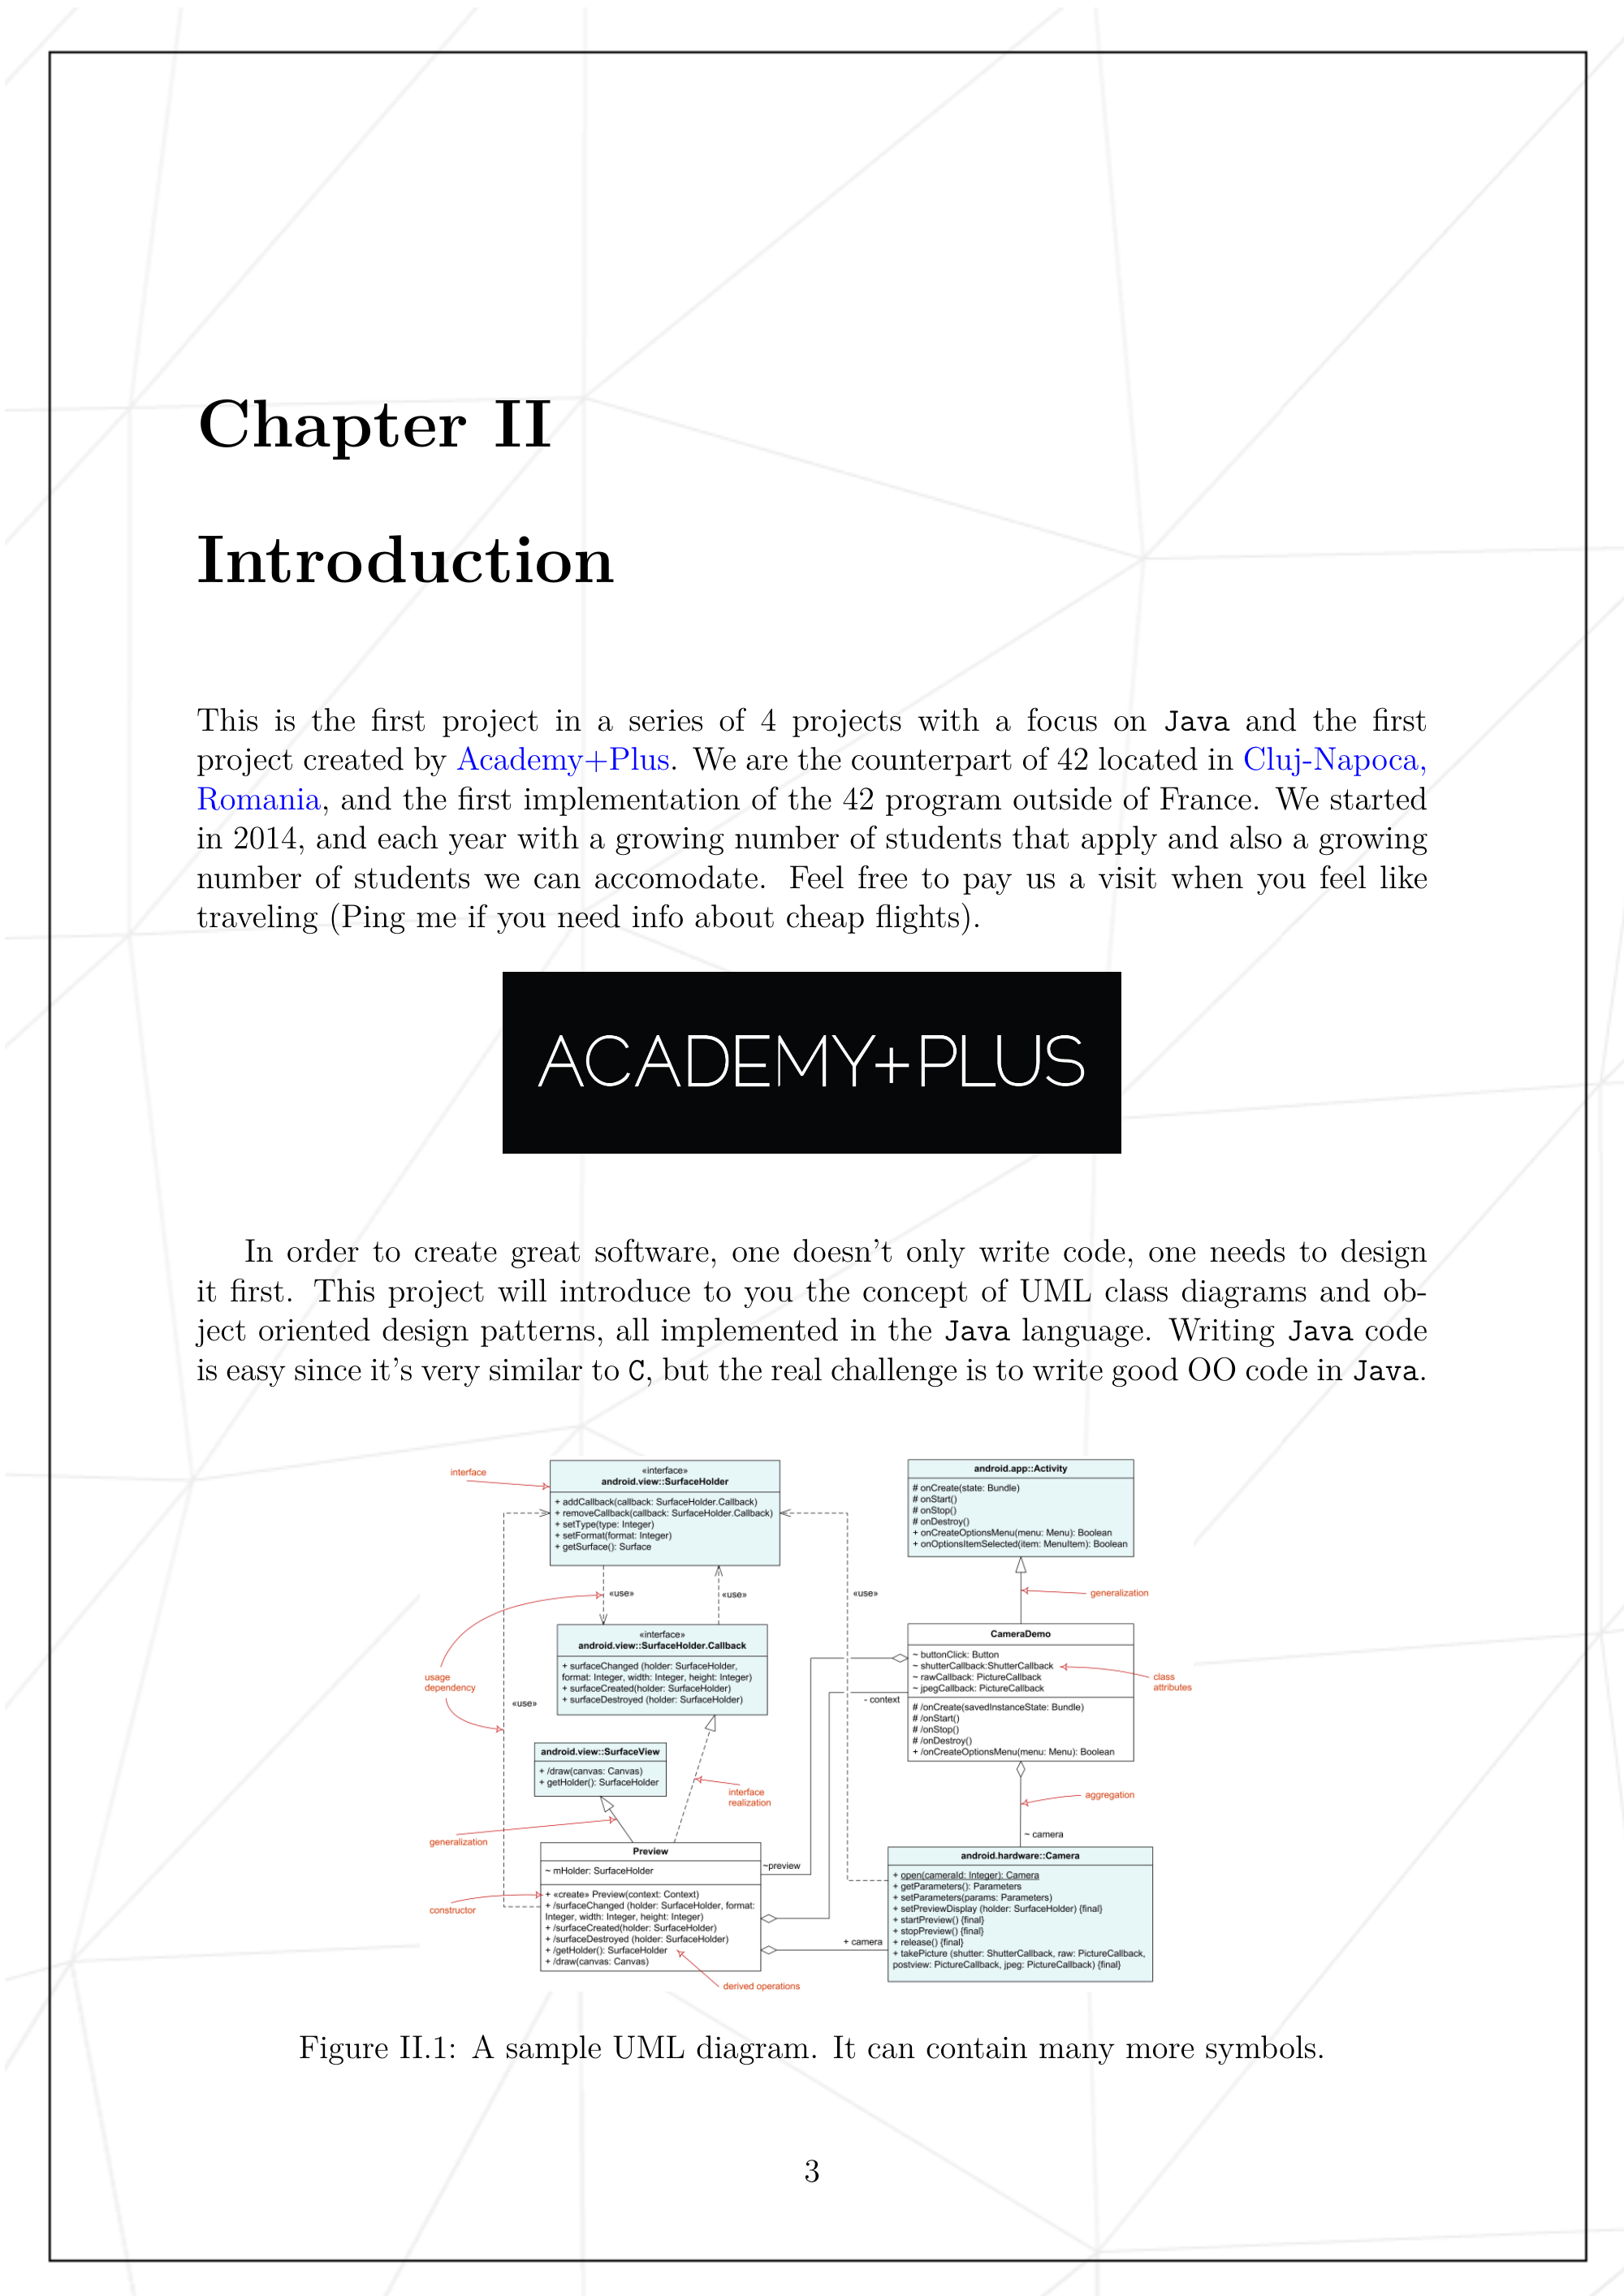 Chapter II
Introduction
This is the first project in a series of 4 projects with a focus on Java and the first
project created by Academy+Plus. We are the counterpart of 42 located in Cluj-Napoca,
Romania, and the first implementation of the 42 program outside of France. We started
in 2014, and each year with a growing number of students that apply and also a growing
number of students we can accomodate. Feel free to pay us a visit when you feel like
traveling (Ping me if you need info about cheap flights).
ACADEMY+PLUS
In order to create great software, one doesn't only write code, one needs to design
it first. This project will introduce to you the concept of UML class diagrams and ob-
ject oriented design patterns, all implemented in the Java language. Writing Java code
is easy since it's very similar to C, but the real challenge is to write good OO code in Java.
interface
«interface»
android.view::SurfaceHolder
+ addCallback(callback: SurfaceHolder.Callback)
+ removeCallback(callback: SurfaceHolder.Callback)
+ setType(type: Integer)
+ setFormat(format: Integer)
+ getSurface(): Surface
android.app::Activity
# onCreate(state: Bundle)
# onStart()
# onStop()
# onDestroy()
+ onCreateOptionsMenu(menu: Menu): Boolean
+ onOptionsItemSelected(item: MenuItem): Boolean
«use»
«use»
«use»
generalization
«interface»
android.view::SurfaceHolder.Callback
+ surfaceChanged (holder: SurfaceHolder,
format: Integer, width: Integer, height: Integer)
+ surfaceCreated(holder: SurfaceHolder)
+ surfaceDestroyed (holder: SurfaceHolder)
usage
dependency
«use»
CameraDemo
~ buttonClick: Button
~ shutterCallback:ShutterCallback
~ rawCallback: PictureCallback
~ jpegCallback: PictureCallback
# /onCreate(savedInstanceState: Bundle)
# /onStart()
# /onStop()
# /onDestroy()
+ /onCreateOptionsMenu(menu: Menu): Boolean
class
attributes
- context
android.view::SurfaceView
+ /draw(canvas: Canvas)
+ getHolder(): SurfaceHolder
interface
realization
aggregation
generalization
~ camera
Preview
~ mHolder: SurfaceHolder
+ «create» Preview(context: Context)
+ /surfaceChanged (holder: SurfaceHolder, format:
Integer, width: Integer, height: Integer)
+ /surfaceCreated(holder: SurfaceHolder)
+ /surfaceDestroyed (holder: SurfaceHolder)
+ /getHolder(): SurfaceHolder
+ /draw(canvas: Canvas)
~preview
constructor
+ camera
derived operations
android.hardware::Camera
+ open(cameraId: Integer): Camera
+ getParameters(): Parameters
+ setParameters(params: Parameters)
+ setPreviewDisplay (holder: SurfaceHolder) {final}
+ startPreview() {final}
+ stopPreview() {final}
+ release() {final}
+ takePicture (shutter: ShutterCallback, raw: PictureCallback,
postview: PictureCallback, jpeg: PictureCallback) {final}
Figure II.1: A sample UML diagram. It can contain many more symbols.
3